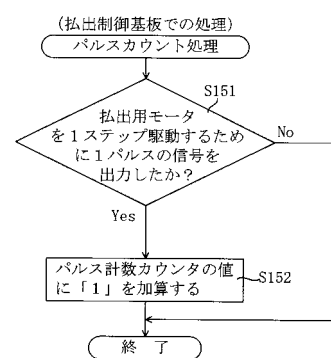 (払出制御基板での処理)
パルスカウント処理
S151
払出用モータ
を1ステップ駆動するため
に1パルスの信号を
出力したか?
No
Yes
パルス計数カウンタの値
に「1」を加算する
S152
終 了